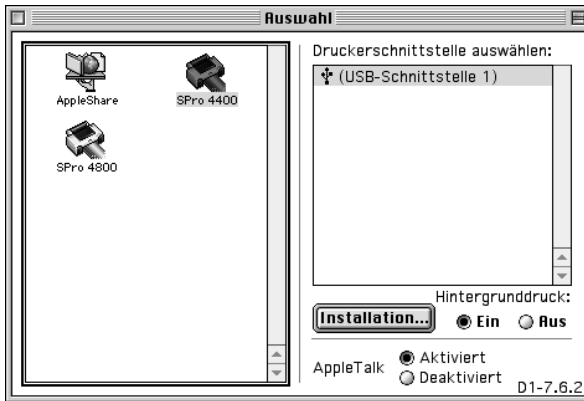 Auswahl
AppleShare
SPro 4400
SPro 4800
Druckerschnittstelle auswählen:
(USB-Schnittstelle 1)
Hintergrunddruck:
Installation...
Ein
Aus
AppleTalk
Aktiviert
Deaktiviert
D1-7.6.2